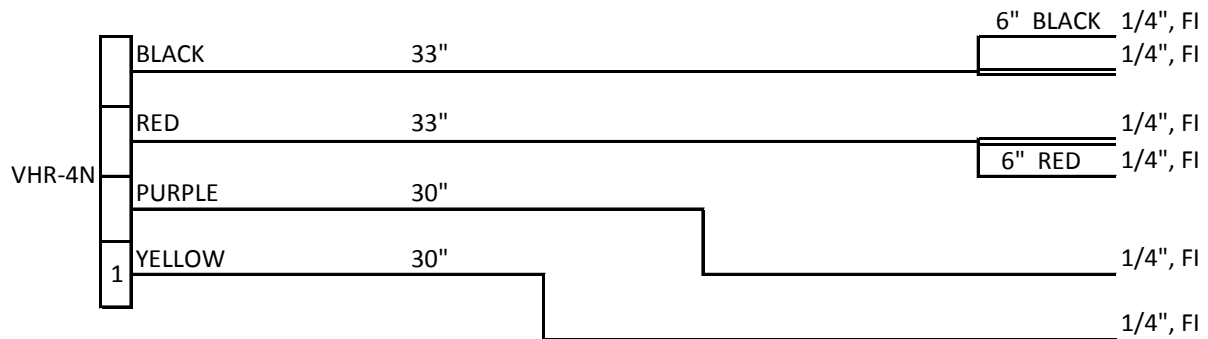 6" BLACK 1/4", FI
BLACK 33" 1/4", FI
RED 33" 1/4", FI
6" RED 1/4", FI
VHR-4N
PURPLE 30"
YELLOW 30" 1/4", FI
1
1/4", FI